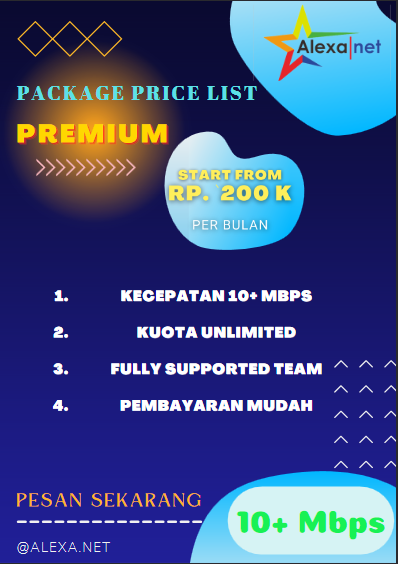 Alexa|net
PACKAGE PRICE LIST
PREMIUM
START FROM
RP. 200 K
PER BULAN
1. KECEPATAN 10+ MBPS
2. KUOTA UNLIMITED
3. FULLY SUPPORTED TEAM
4. PEMBAYARAN MUDAH
PESAN SEKARANG
10+ Mbps
@ALEXA.NET